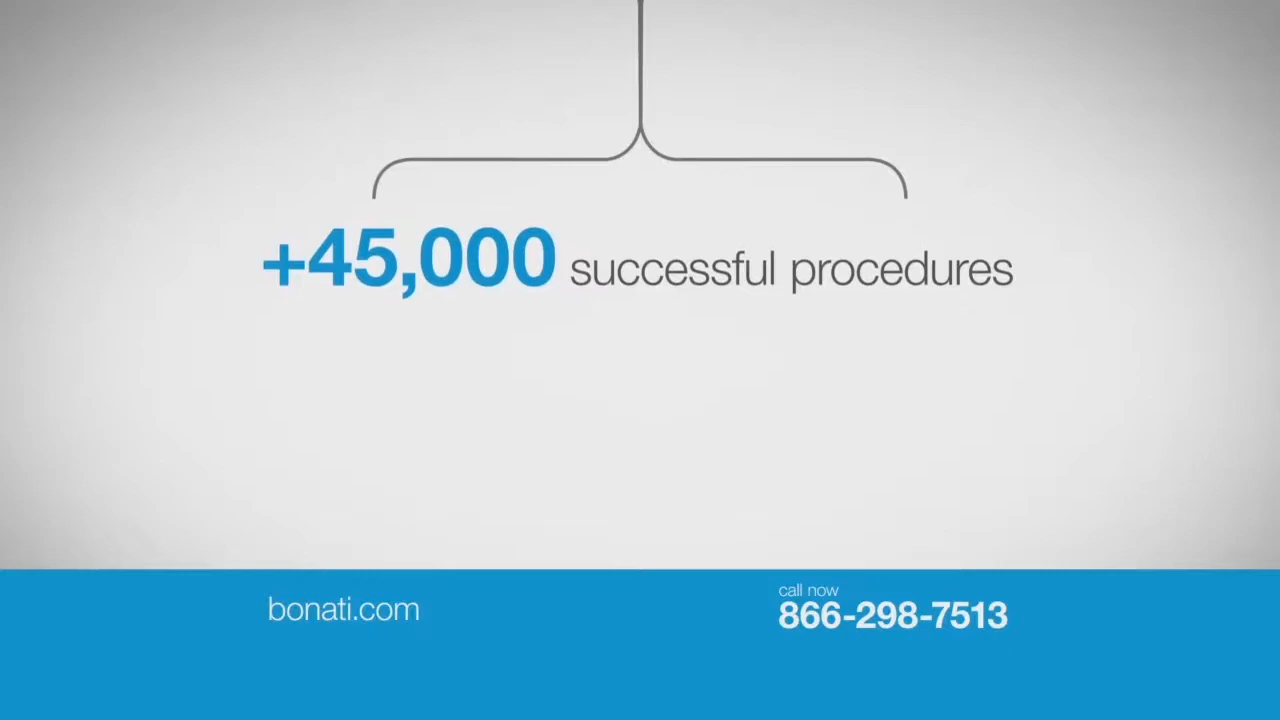 +45,000 successful procedures
bonati.com
call now
866-298-7513